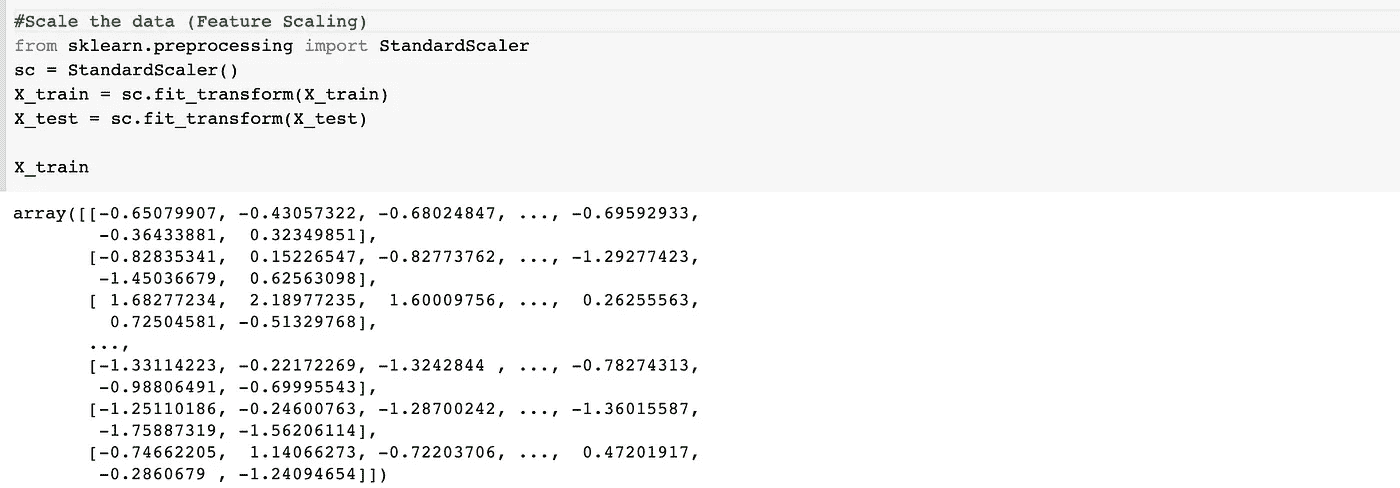 #Scale the data (Feature Scaling)
from sklearn.preprocessing import StandardScaler
sc = StandardScaler()
X_train = sc.fit_transform(X_train)
X_test = sc.fit_transform(X_test)
X_train
array([[-0.65079907, -0.43057322, -0.68024847, ..., -0.69592933,
-0.36433881, 0.32349851],
[-0.82835341, 0.15226547, -0.82773762, ..., -1.29277423,
-1.45036679, 0.62563098],
[ 1.68277234, 2.18977235, 1.60009756, ..., 0.26255563,
0.72504581, -0.51329768],
...,
[-1.33114223, -0.22172269, -1.3242844 , ..., -0.78274313,
-0.98806491, -0.69995543],
[-1.25110186, -0.24600763, -1.28700242, ..., -1.36015587,
-1.75887319, -1.56206114],
[-0.74662205, 1.14066273, -0.72203706, ..., 0.47201917,
-0.2860679 , -1.24094654]])